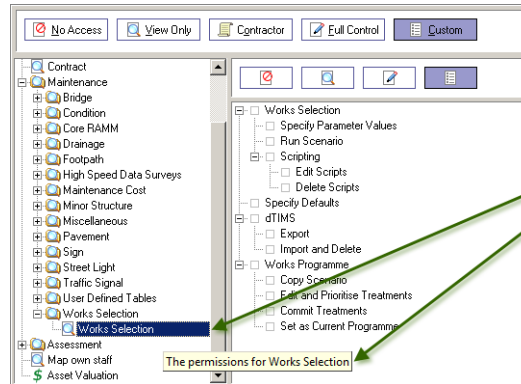 No Access View Only Contractor Full Control Custom
Contract
Maintenance
Bridge
Condition
Core RAMM
Drainage
Footpath
High Speed Data Surveys
Maintenance Cost
Minor Structure
Miscellaneous
Pavement
Sign
Street Light
Traffic Signal
User Defined Tables
Works Selection
Works Selection
Assessment
Map own staff
$ Asset Valuation
Works Selection
Specify Parameter Values
Run Scenario
Scripting
Edit Scripts
Delete Scripts
Specify Defaults
dTIMS
Export
Import and Delete
Works Programme
Copy Scenario
Edit and Prioritise Treatments
Commit Treatments
Set as Current Programme
The permissions for Works Selection